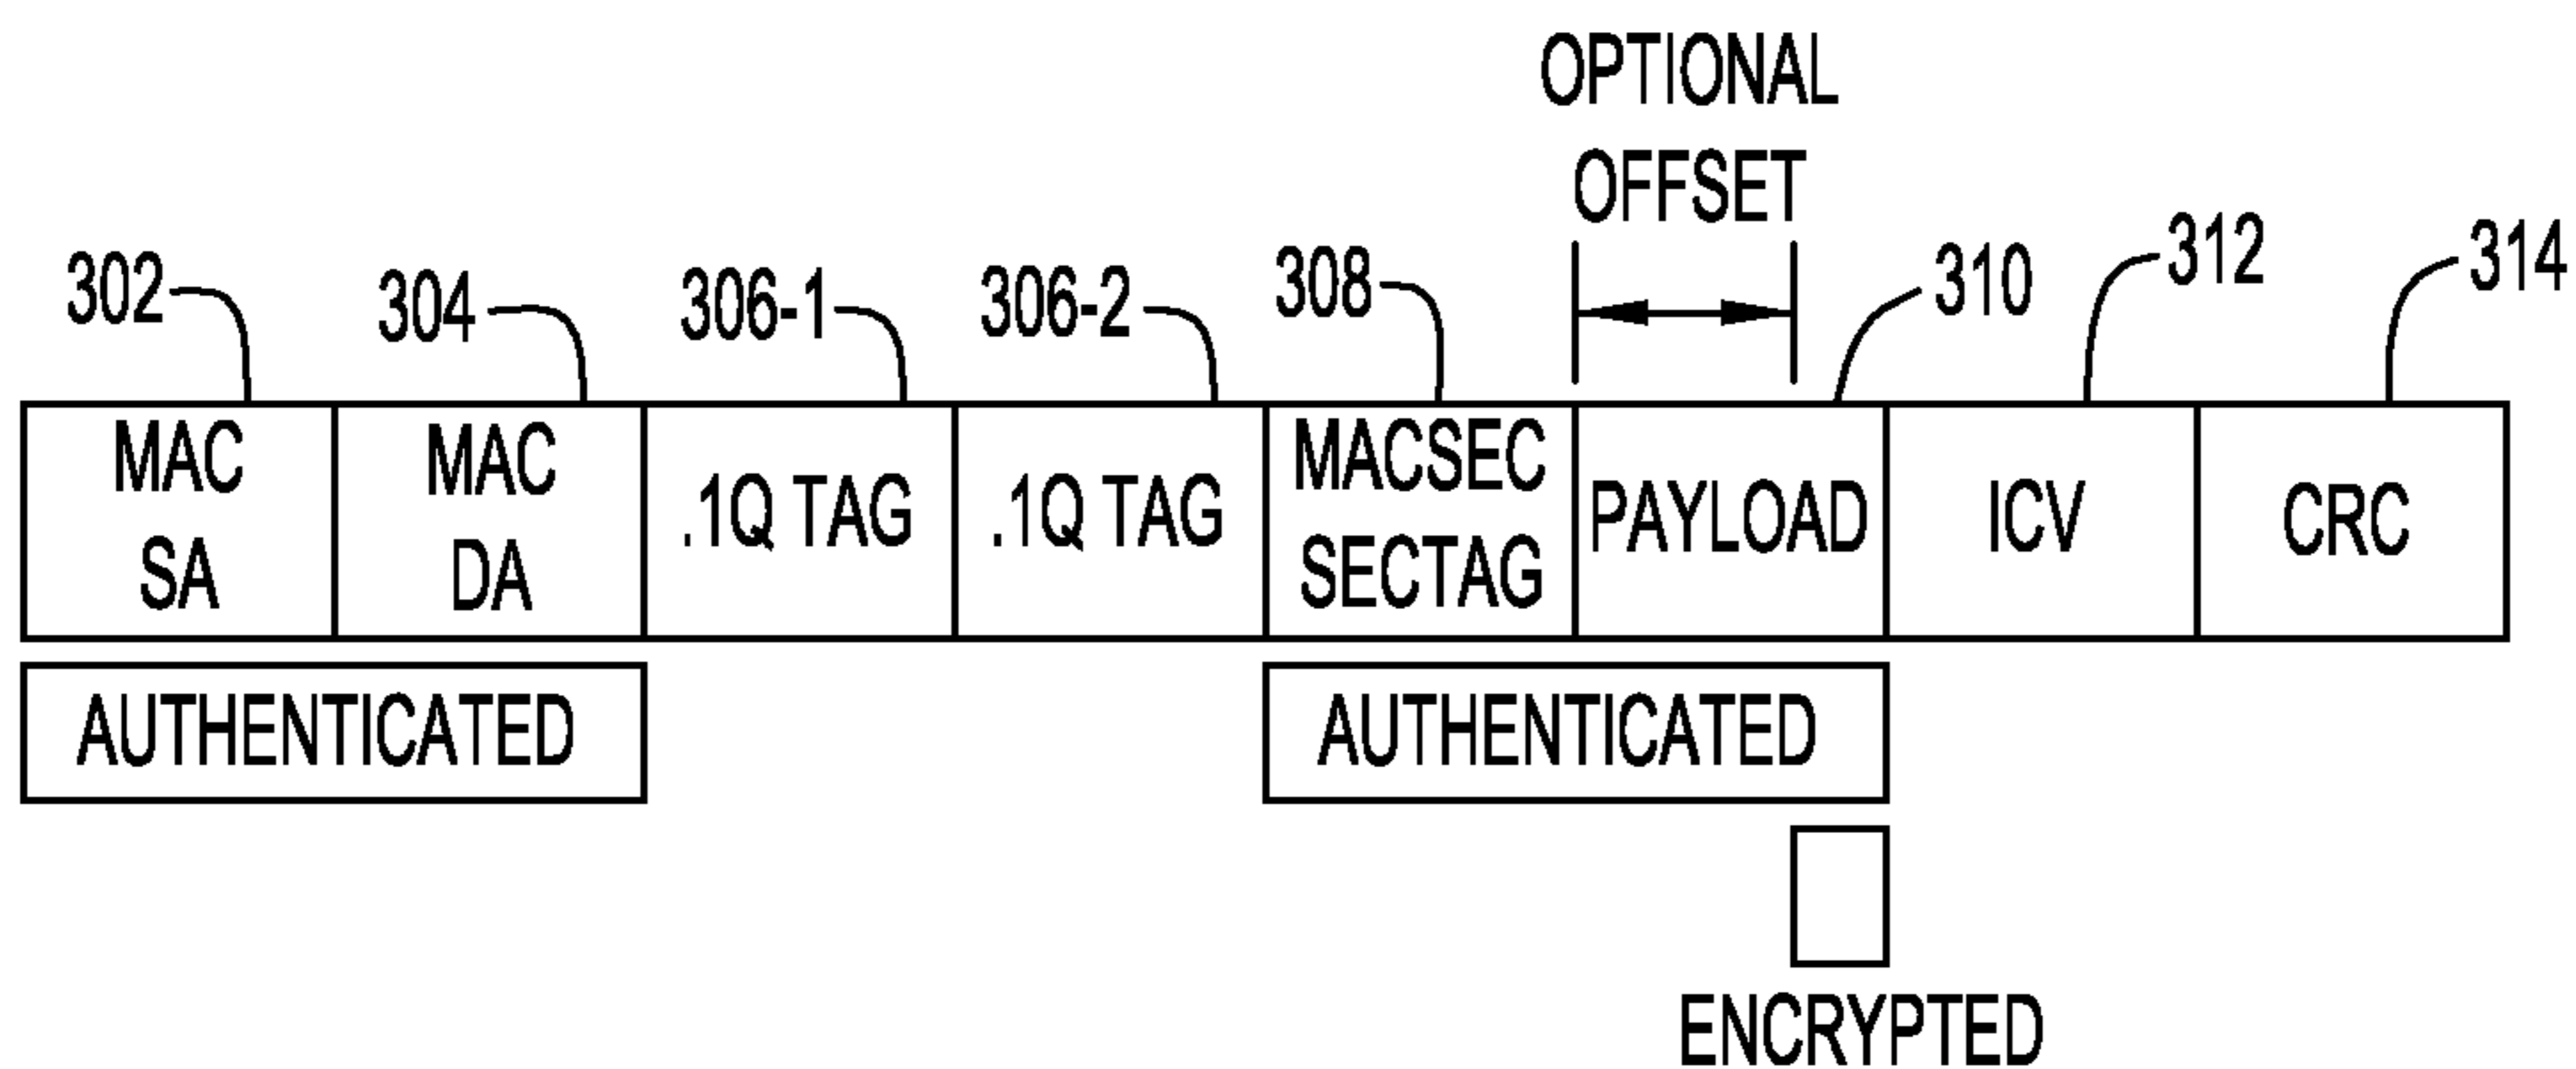 OPTIONAL
OFFSET
302
304
306-1
306-2
308
310
312
314
MAC
SA
MAC
DA
.1Q TAG
.1Q TAG
MACSEC
SECTAG
PAYLOAD
ICV
CRC
AUTHENTICATED
AUTHENTICATED
ENCRYPTED